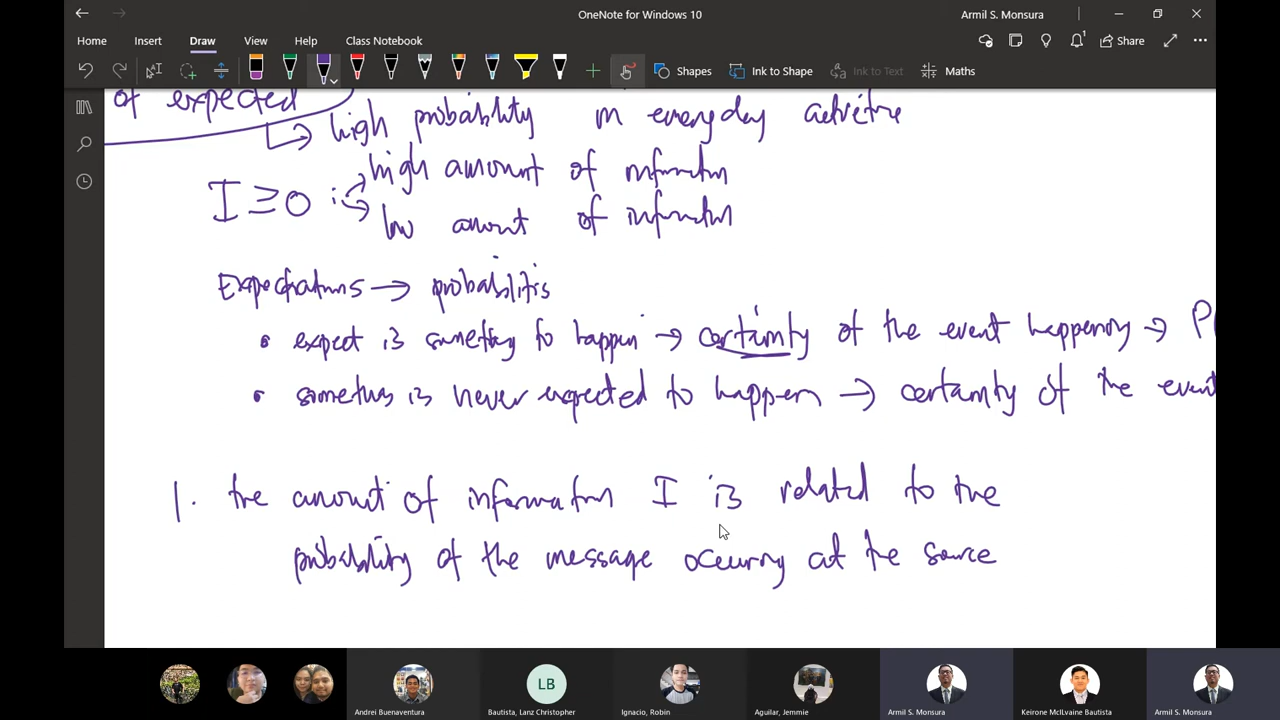 OneNote for Windows 10
Armil S. Monsura
Home Insert Draw View Help Class Notebook
Share
Shapes Ink to Shape Ink to Text Maths
of expected
high probability in everyday
high amount of
I ≥ 0 :
low amount of
Expectations → probabilities
• expect is something to happen → certainty of the event happening → P(
• is never expected to happen → certainty of the event
1. the amount of information I is related to the
probability of the message occurring at the source
LB
Andrei Buenaventura Bautista, Lanz Christopher Ignacio, Robin Aguilar, Jemmie Armil S. Monsura Keirone McIlvaine Bautista Armil S. Monsura